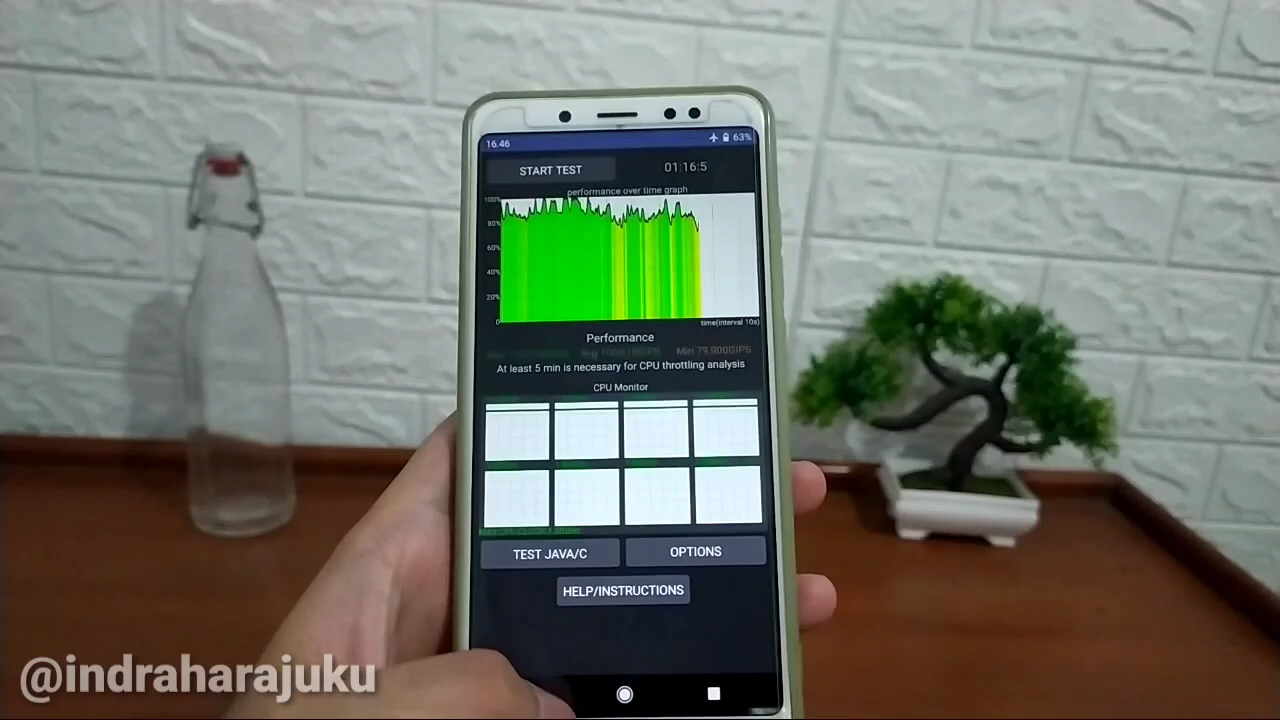 16.46
63%
START TEST
01:16:5
performance over time graph
100%
80%
60%
40%
20%
0
time(interval 10s)
Performance
Min 79,000GIPS
At least 5 min is necessary for CPU throttling analysis
CPU Monitor
TEST JAVA/C
OPTIONS
HELP/INSTRUCTIONS
@indraharajuku